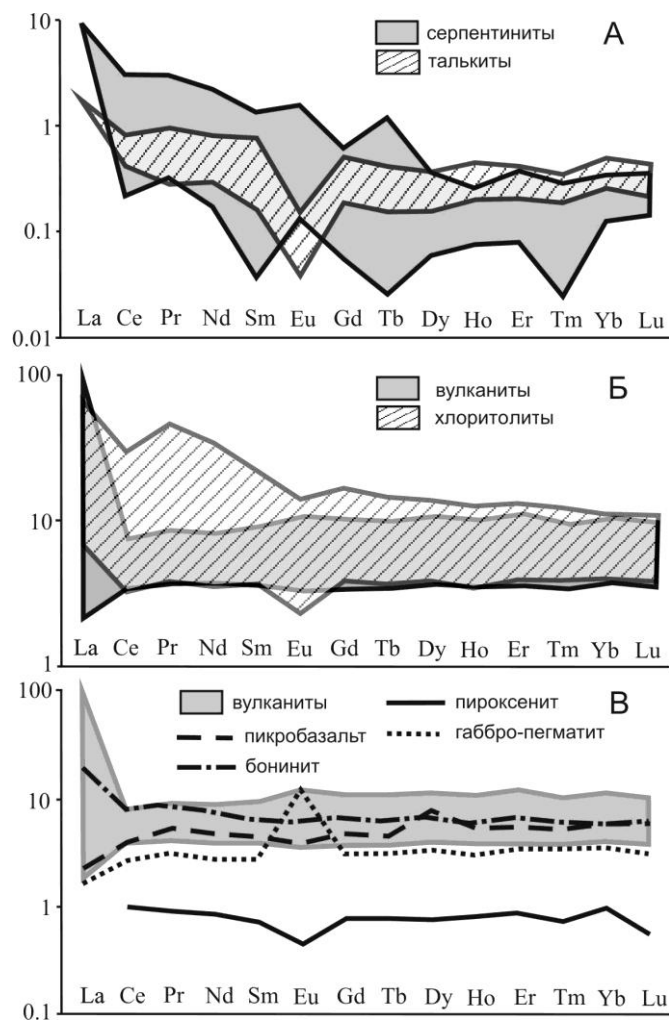 10
серпентиниты
А
талькиты
1
0.1
La Ce Pr Nd Sm Eu Gd Tb Dy Ho Er Tm Yb Lu
0.01
100
вулканиты
Б
хлоритолиты
10
La Ce Pr Nd Sm Eu Gd Tb Dy Ho Er Tm Yb Lu
1
100
вулканиты
пироксенит
В
пикробазальт
габбро-пегматит
бонинит
10
1
La Ce Pr Nd Sm Eu Gd Tb Dy Ho Er Tm Yb Lu
0.1